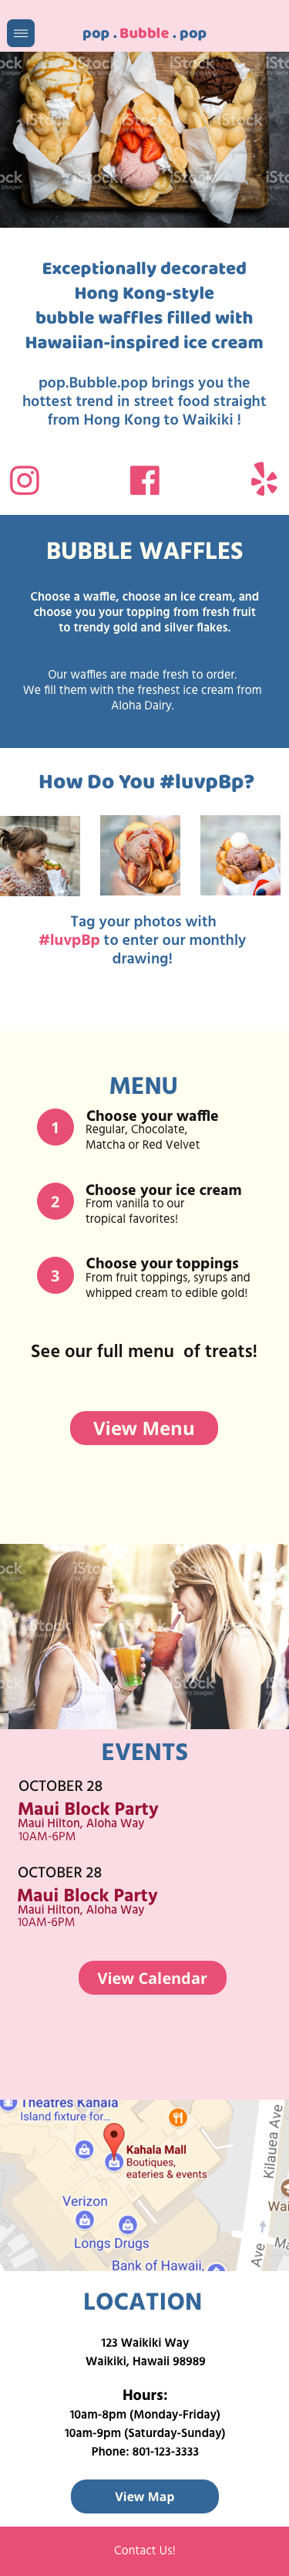 pop . Bubble . pop
iStock
Exceptionally decorated
Hong Kong-style
bubble waffles filled with
Hawaiian-inspired ice cream
pop.Bubble.pop brings you the
hottest trend in street food straight
from Hong Kong to Waikiki !
BUBBLE WAFFLES
Choose a waffle, choose an ice cream, and
choose you your topping from fresh fruit
to trendy gold and silver flakes.
Our waffles are made fresh to order.
We fill them with the freshest ice cream from
Aloha Dairy.
How Do You #luvpBp?
Tag your photos with
#luvpBp to enter our monthly
drawing!
MENU
1
Choose your waffle
Regular, Chocolate,
Matcha or Red Velvet
2
Choose your ice cream
From vanilla to our
tropical favorites!
3
Choose your toppings
From fruit toppings, syrups and
whipped cream to edible gold!
See our full menu of treats!
View Menu
iStock
EVENTS
OCTOBER 28
Maui Block Party
Maui Hilton, Aloha Way
10AM-6PM
OCTOBER 28
Maui Block Party
Maui Hilton, Aloha Way
10AM-6PM
View Calendar
Theatres Kahala
Island fixture for...
Kilauea Ave
Kahala Mall
Boutiques,
eateries & events
Wai
Verizon
Longs Drugs
Ave
Ma
Bank of Hawaii,
LOCATION
123 Waikiki Way
Waikiki, Hawaii 98989
Hours:
10am-8pm (Monday-Friday)
10am-9pm (Saturday-Sunday)
Phone: 801-123-3333
View Map
Contact Us!